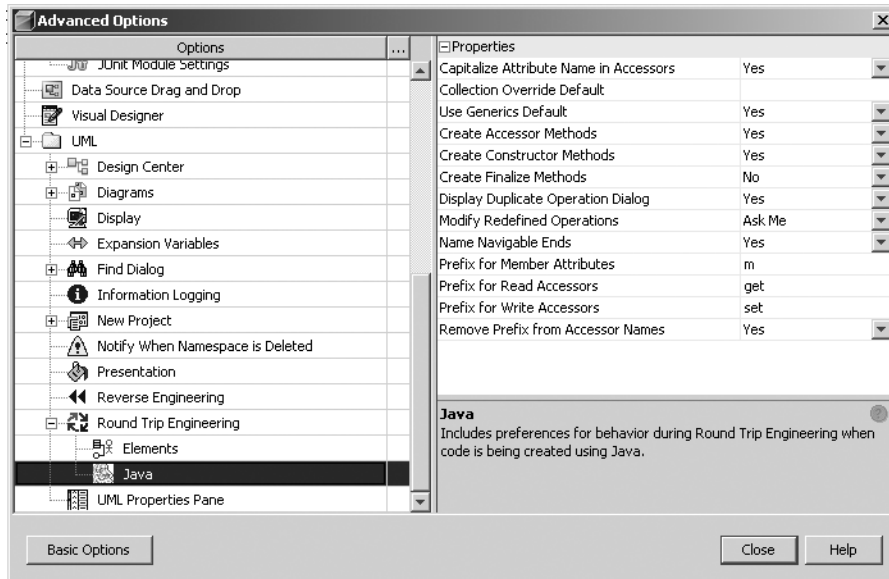 Advanced Options
Options
...
JUnit Module Settings
Data Source Drag and Drop
Visual Designer
UML
Design Center
Diagrams
Display
Expansion Variables
Find Dialog
Information Logging
New Project
Notify When Namespace is Deleted
Presentation
Reverse Engineering
Round Trip Engineering
Elements
Java
UML Properties Pane
Properties
Capitalize Attribute Name in Accessors Yes
Collection Override Default
Use Generics Default Yes
Create Accessor Methods Yes
Create Constructor Methods Yes
Create Finalize Methods No
Display Duplicate Operation Dialog Yes
Modify Redefined Operations Ask Me
Name Navigable Ends Yes
Prefix for Member Attributes m
Prefix for Read Accessors get
Prefix for Write Accessors set
Remove Prefix from Accessor Names Yes
Java
Includes preferences for behavior during Round Trip Engineering when
code is being created using Java.
Basic Options
Close
Help